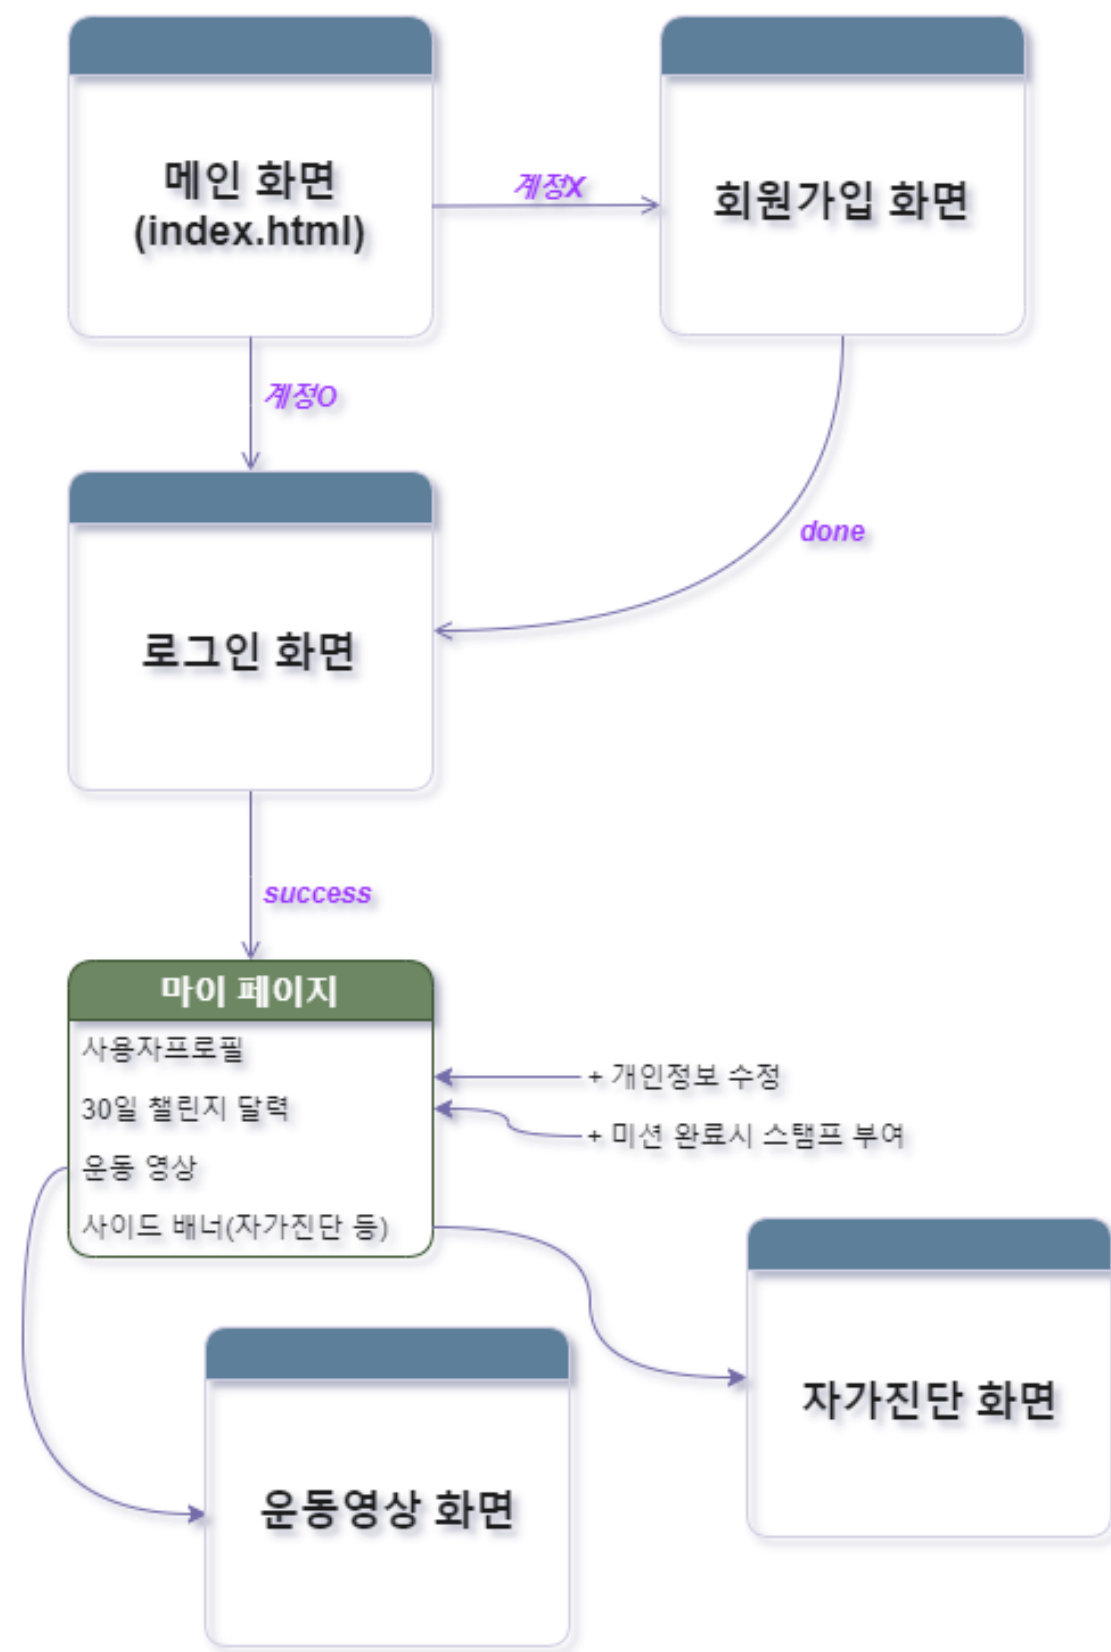 메인 화면
(index.html)
계정X
회원가입 화면
계정O
done
로그인 화면
success
마이 페이지
사용자프로필
30일 챌린지 달력
운동 영상
사이드 배너(자가진단 등)
+ 개인정보 수정
+ 미션 완료시 스탬프 부여
자가진단 화면
운동영상 화면